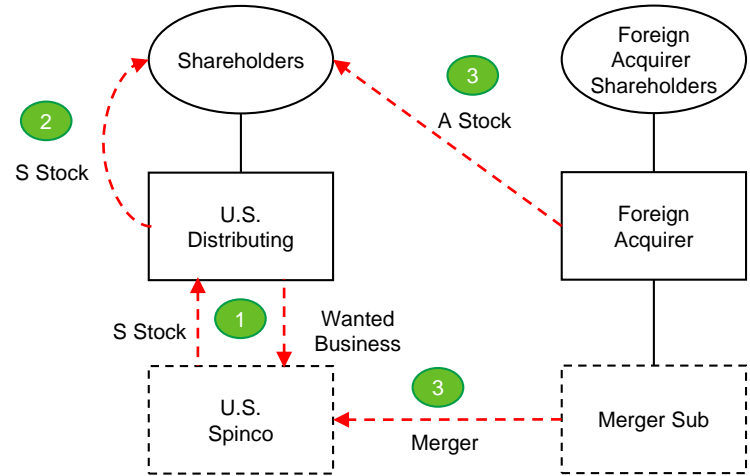 Shareholders
Foreign
Acquirer
Shareholders
3
2
A Stock
S Stock
U.S.
Distributing
Foreign
Acquirer
1
S Stock
Wanted
Business
3
U.S.
Spinco
Merger
Merger Sub